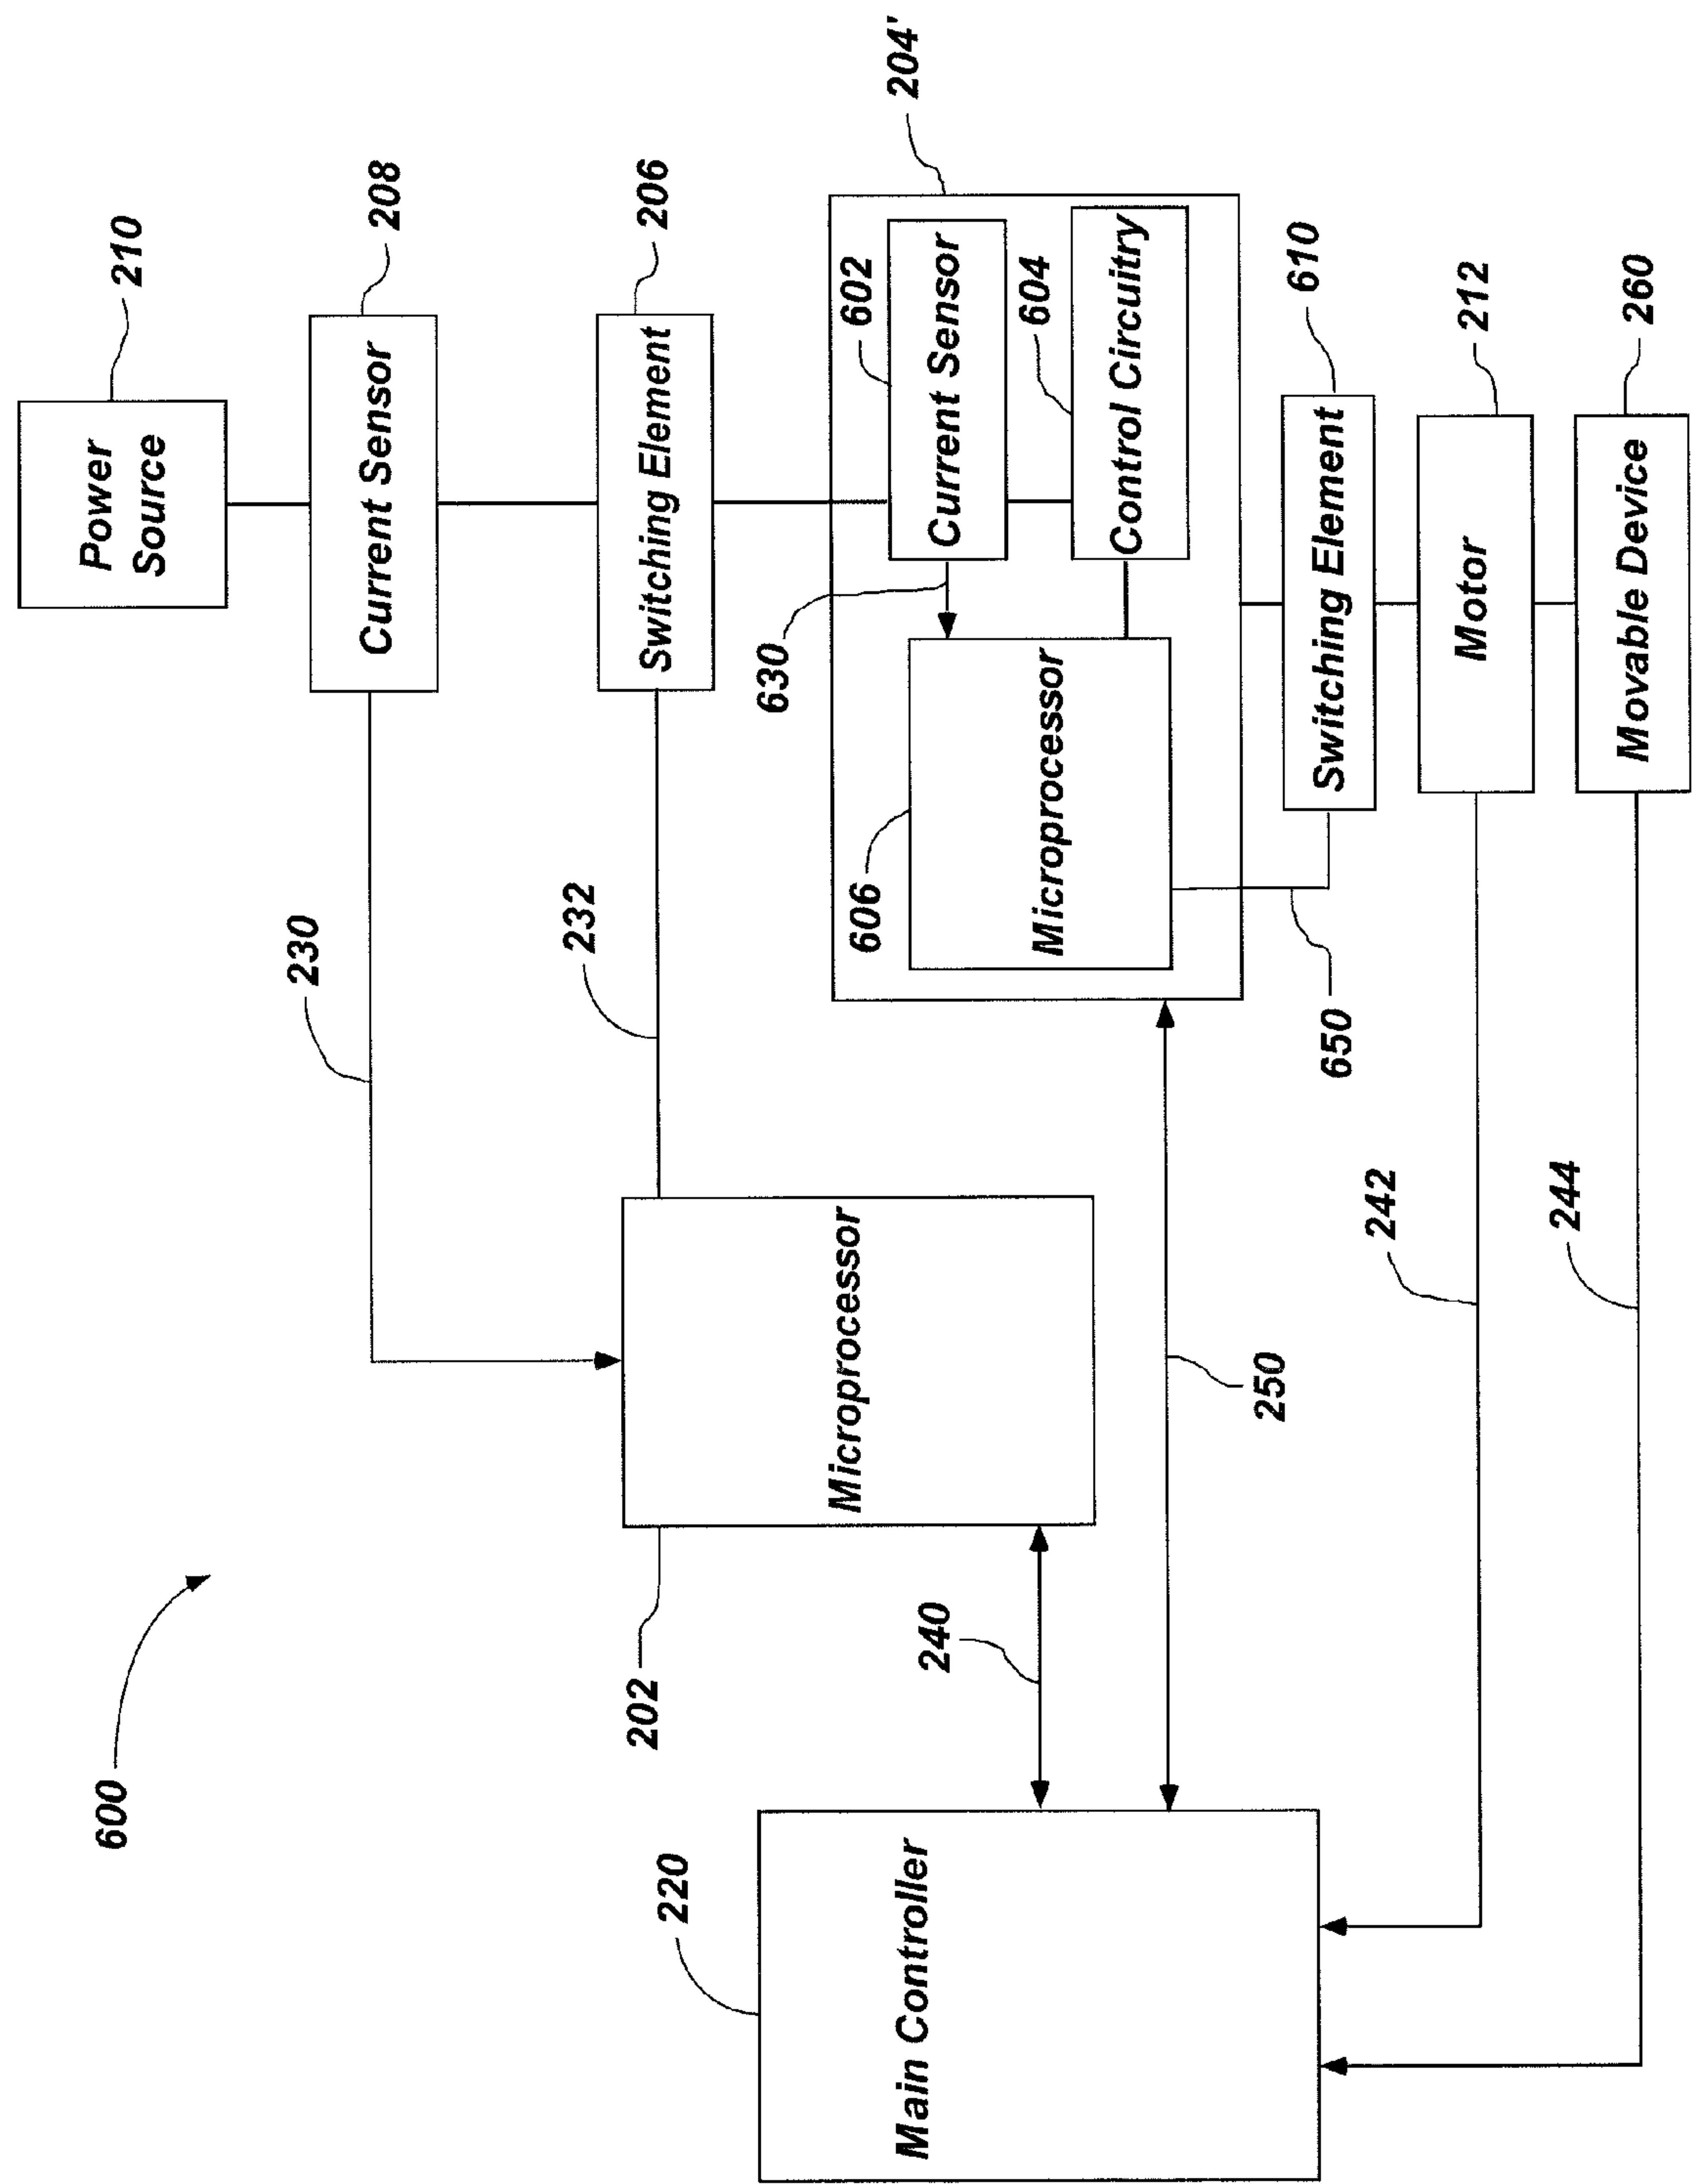 600
220
Main Controller
202
Microprocessor
240
250
230
232
242
244
210
Power
Source
208
Current Sensor
206
Switching Element
204'
602
Current Sensor
604
Control Circuitry
630
606
Microprocessor
650
610
Switching Element
212
Motor
260
Movable Device